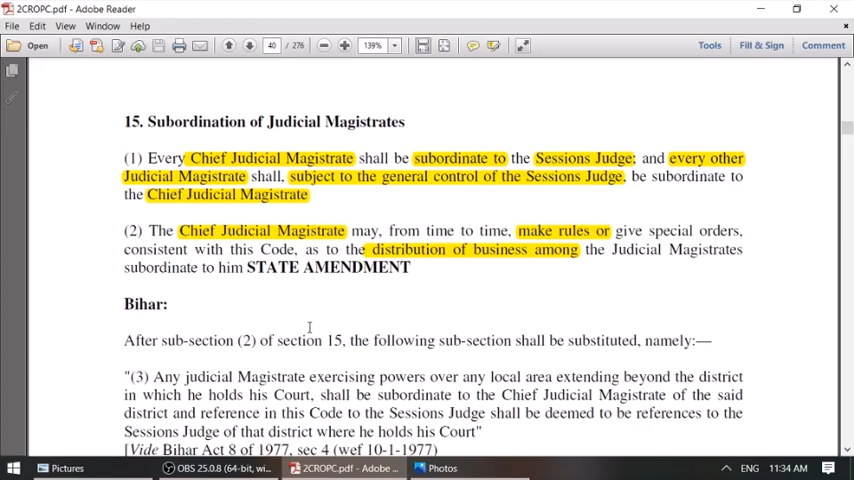 2CROPC.pdf - Adobe Reader
File Edit View Window Help
Open 40 / 276 139% Tools Fill & Sign Comment
15. Subordination of Judicial Magistrates
(1) Every Chief Judicial Magistrate shall be subordinate to the Sessions Judge; and every other
Judicial Magistrate shall, subject to the general control of the Sessions Judge, be subordinate to
the Chief Judicial Magistrate
(2) The Chief Judicial Magistrate may, from time to time, make rules or give special orders,
consistent with this Code, as to the distribution of business among the Judicial Magistrates
subordinate to him STATE AMENDMENT
Bihar:
After sub-section (2) of section 15, the following sub-section shall be substituted, namely:—
"(3) Any judicial Magistrate exercising powers over any local area extending beyond the district
in which he holds his Court, shall be subordinate to the Chief Judicial Magistrate of the said
district and reference in this Code to the Sessions Judge shall be deemed to be references to the
Sessions Judge of that district where he holds his Court"
[Vide Bihar Act 8 of 1977, sec 4 (wef 10-1-1977)
Pictures OBS 25.0.8 (64-bit, wi... 2CROPC.pdf - Adobe ... Photos ENG 11:34 AM